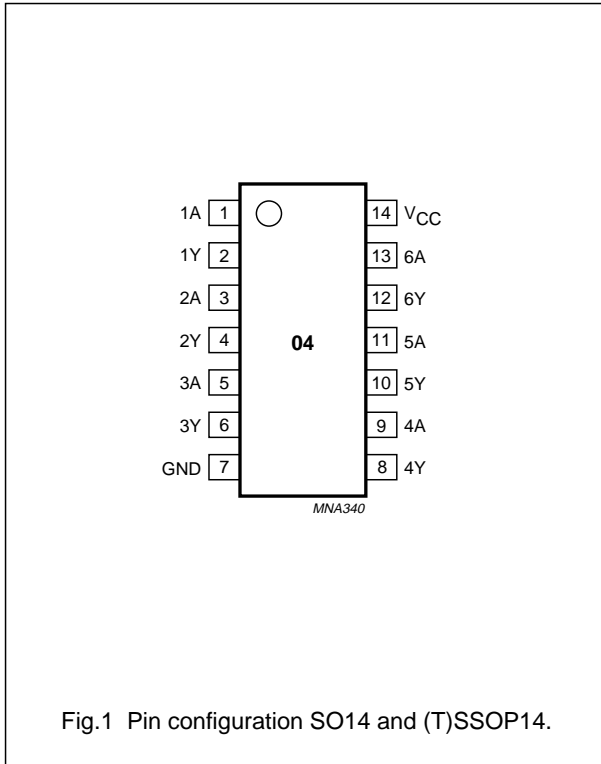 1A 1 14 VCC
1Y 2 13 6A
2A 3 12 6Y
2Y 4 04 11 5A
3A 5 10 5Y
3Y 6 9 4A
GND 7 8 4Y
MNA340
Fig.1 Pin configuration SO14 and (T)SSOP14.